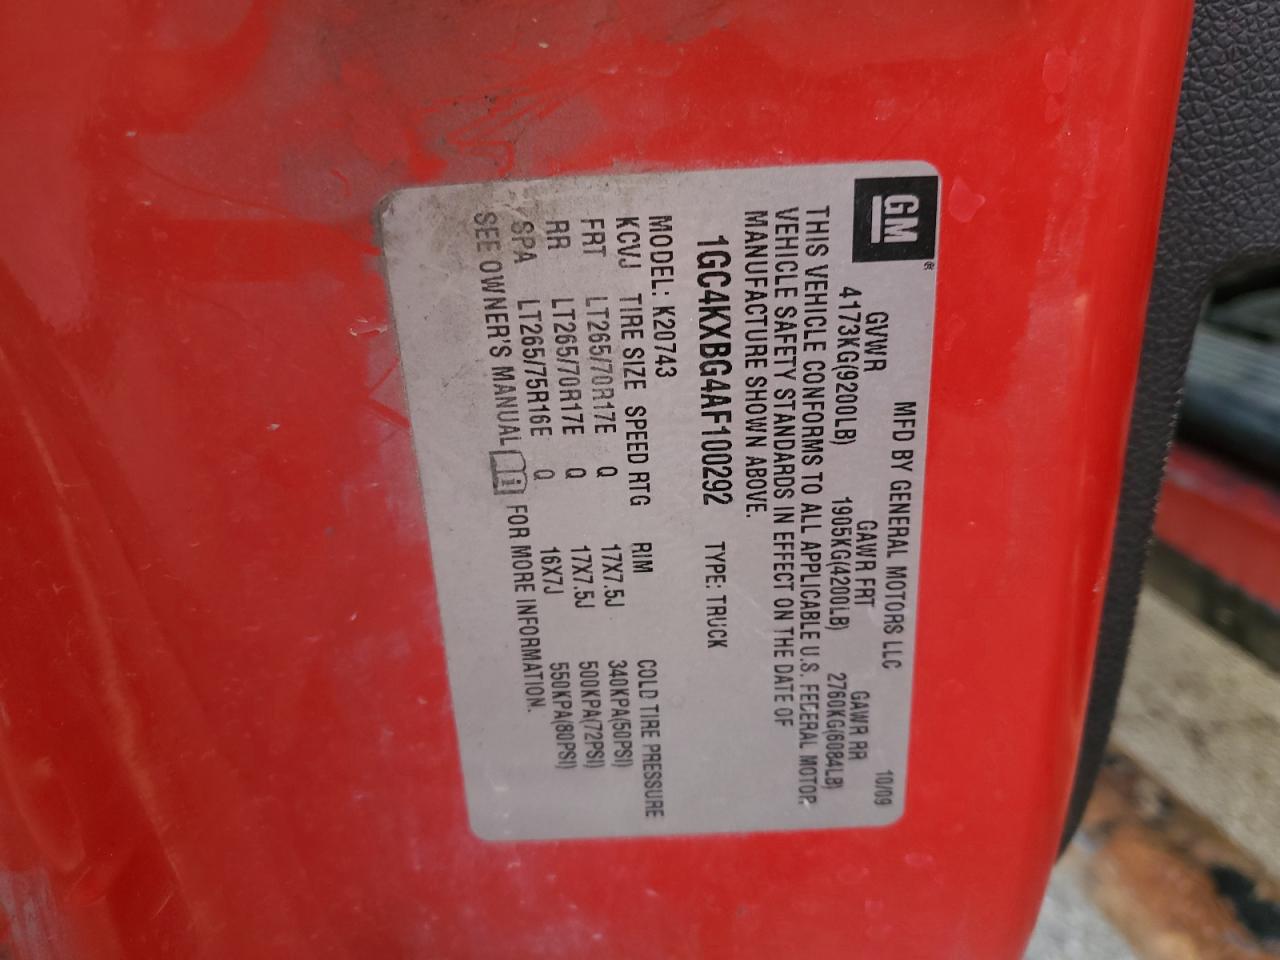 GM®
MFD BY GENERAL MOTORS LLC 10/09
GVWR GAWR FRT GAWR RR
4173KG(9200LB) 1905KG(4200LB) 2760KG(6084LB)
THIS VEHICLE CONFORMS TO ALL APPLICABLE U.S. FEDERAL MOTOR
VEHICLE SAFETY STANDARDS IN EFFECT ON THE DATE OF
MANUFACTURE SHOWN ABOVE.
1GC4KXBG4AF100292 TYPE: TRUCK
MODEL: K20743
KCVJ TIRE SIZE SPEED RTG RIM COLD TIRE PRESSURE
FRT LT265/70R17E Q 17X7.5J 340KPA(50PSI)
RR LT265/70R17E Q 17X7.5J 500KPA(72PSI)
SPA LT265/75R16E Q 16X7J 550KPA(80PSI)
SEE OWNER'S MANUAL i FOR MORE INFORMATION.